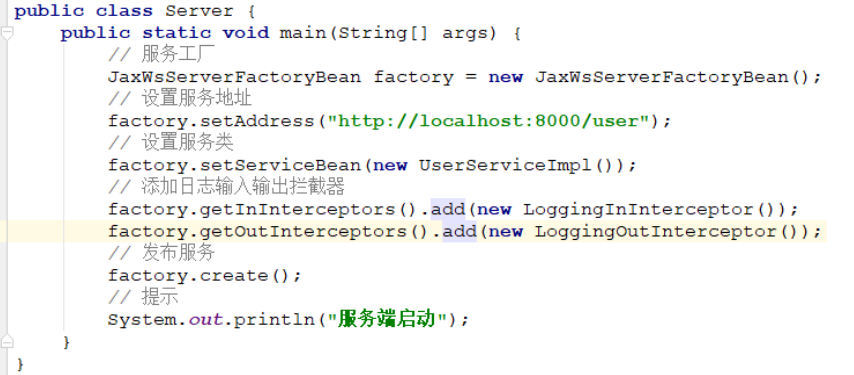 public class Server {
    public static void main(String[] args) {
        // 服务工厂
        JaxWsServerFactoryBean factory = new JaxWsServerFactoryBean();
        // 设置服务地址
        factory.setAddress("http://localhost:8000/user");
        // 设置服务类
        factory.setServiceBean(new UserServiceImpl());
        // 添加日志输入输出拦截器
        factory.getInInterceptors().add(new LoggingInInterceptor());
        factory.getOutInterceptors().add(new LoggingOutInterceptor());
        // 发布服务
        factory.create();
        // 提示
        System.out.println("服务端启动");
    }
}